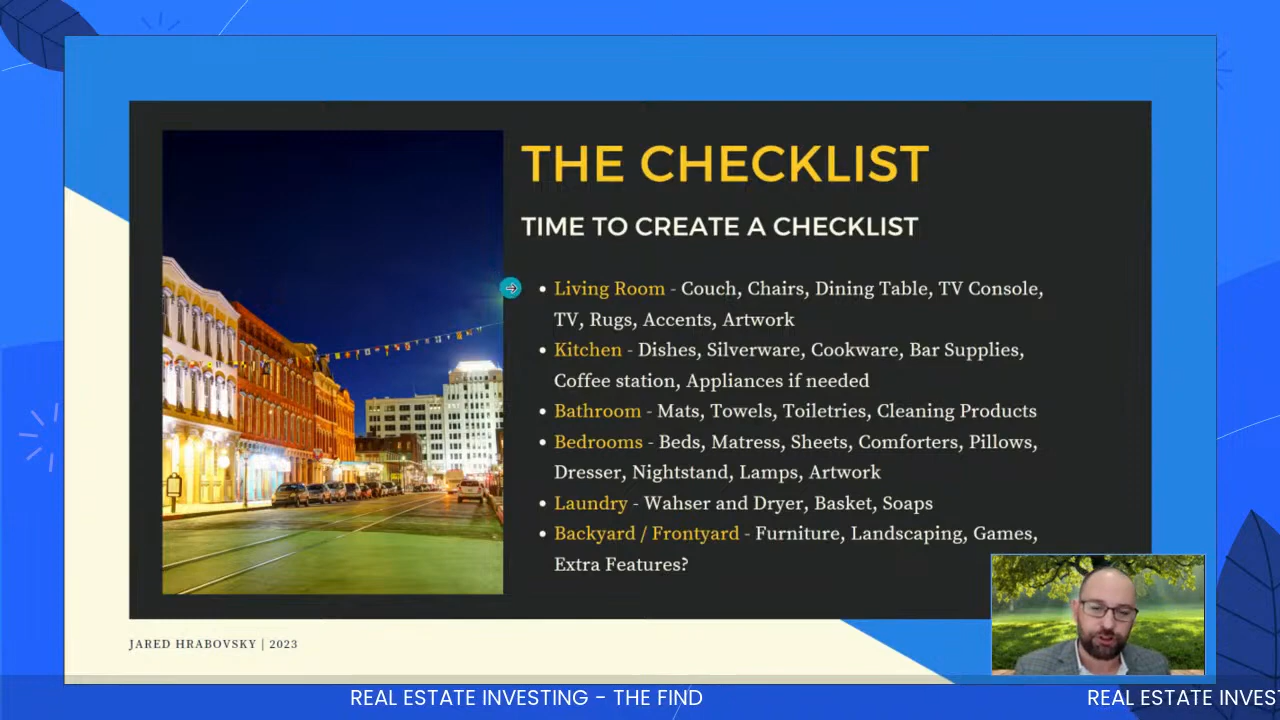 THE CHECKLIST
TIME TO CREATE A CHECKLIST
• Living Room - Couch, Chairs, Dining Table, TV Console,
TV, Rugs, Accents, Artwork
• Kitchen - Dishes, Silverware, Cookware, Bar Supplies,
Coffee station, Appliances if needed
• Bathroom - Mats, Towels, Toiletries, Cleaning Products
• Bedrooms - Beds, Matress, Sheets, Comforters, Pillows,
Dresser, Nightstand, Lamps, Artwork
• Laundry - Wahser and Dryer, Basket, Soaps
• Backyard / Frontyard - Furniture, Landscaping, Games,
Extra Features?
JARED HRABOVSKY | 2023
REAL ESTATE INVESTING - THE FIND
REAL ESTATE INVEST